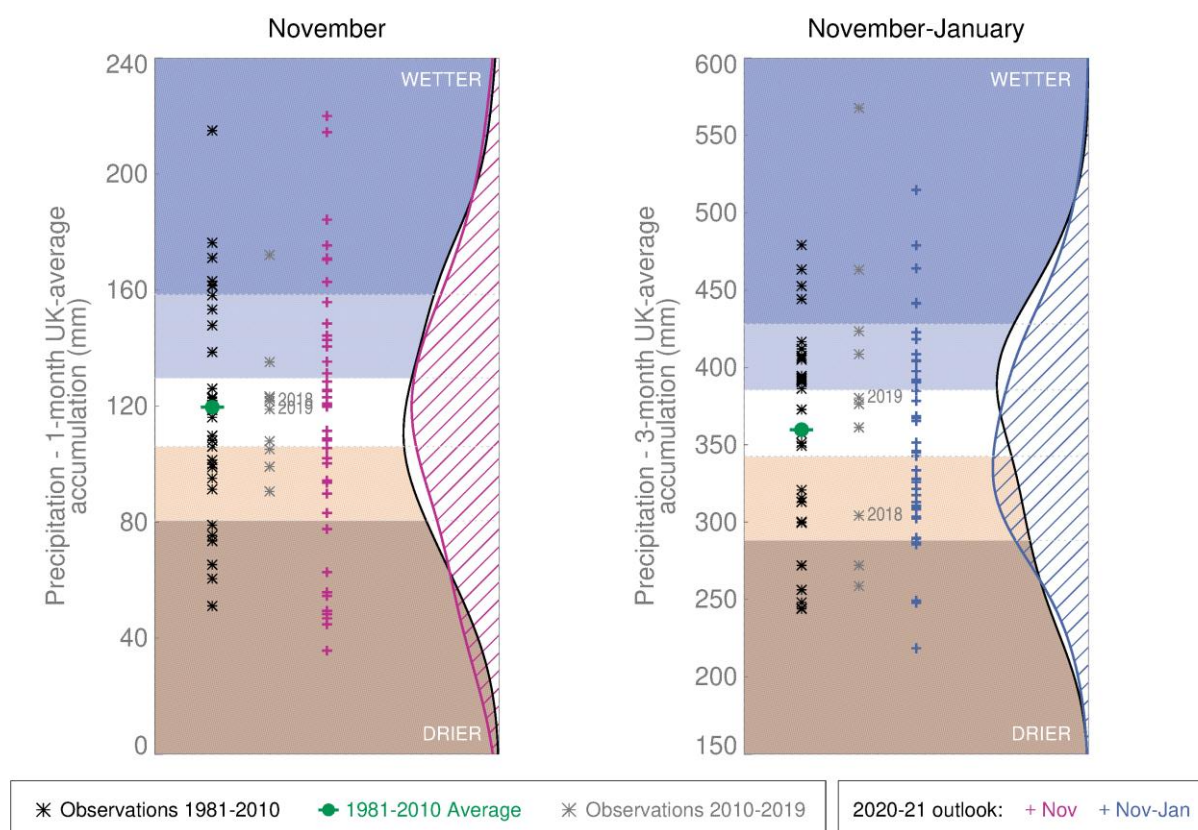 November
Precipitation - 1-month UK-average
accumulation (mm)
240
200
160
120
80
40
0
WETTER
2018
2019
DRIER
November-January
Precipitation - 3-month UK-average
accumulation (mm)
600
550
500
450
400
350
300
250
200
150
WETTER
2019
2018
DRIER
Observations 1981-2010 1981-2010 Average Observations 2010-2019
2020-21 outlook: + Nov + Nov-Jan